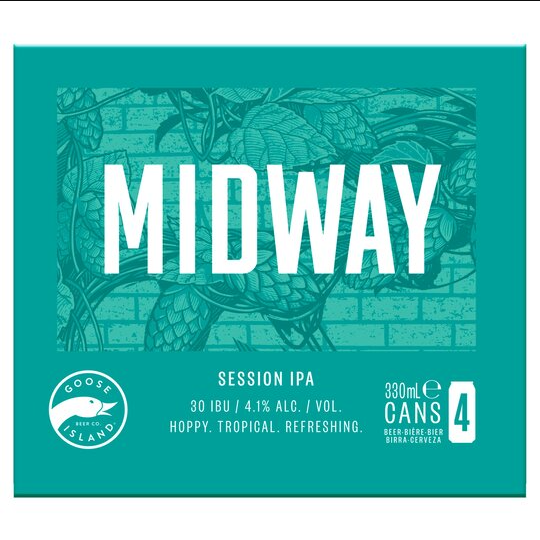 MIDWAY
SESSION IPA
30 IBU / 4.1% ALC. / VOL.
HOPPY. TROPICAL. REFRESHING.
GOOSE
BEER CO.
ISLAND
330mL ℮
CANS
4
BEER-BIÈRE-BIER
BIRRA-CERVEZA